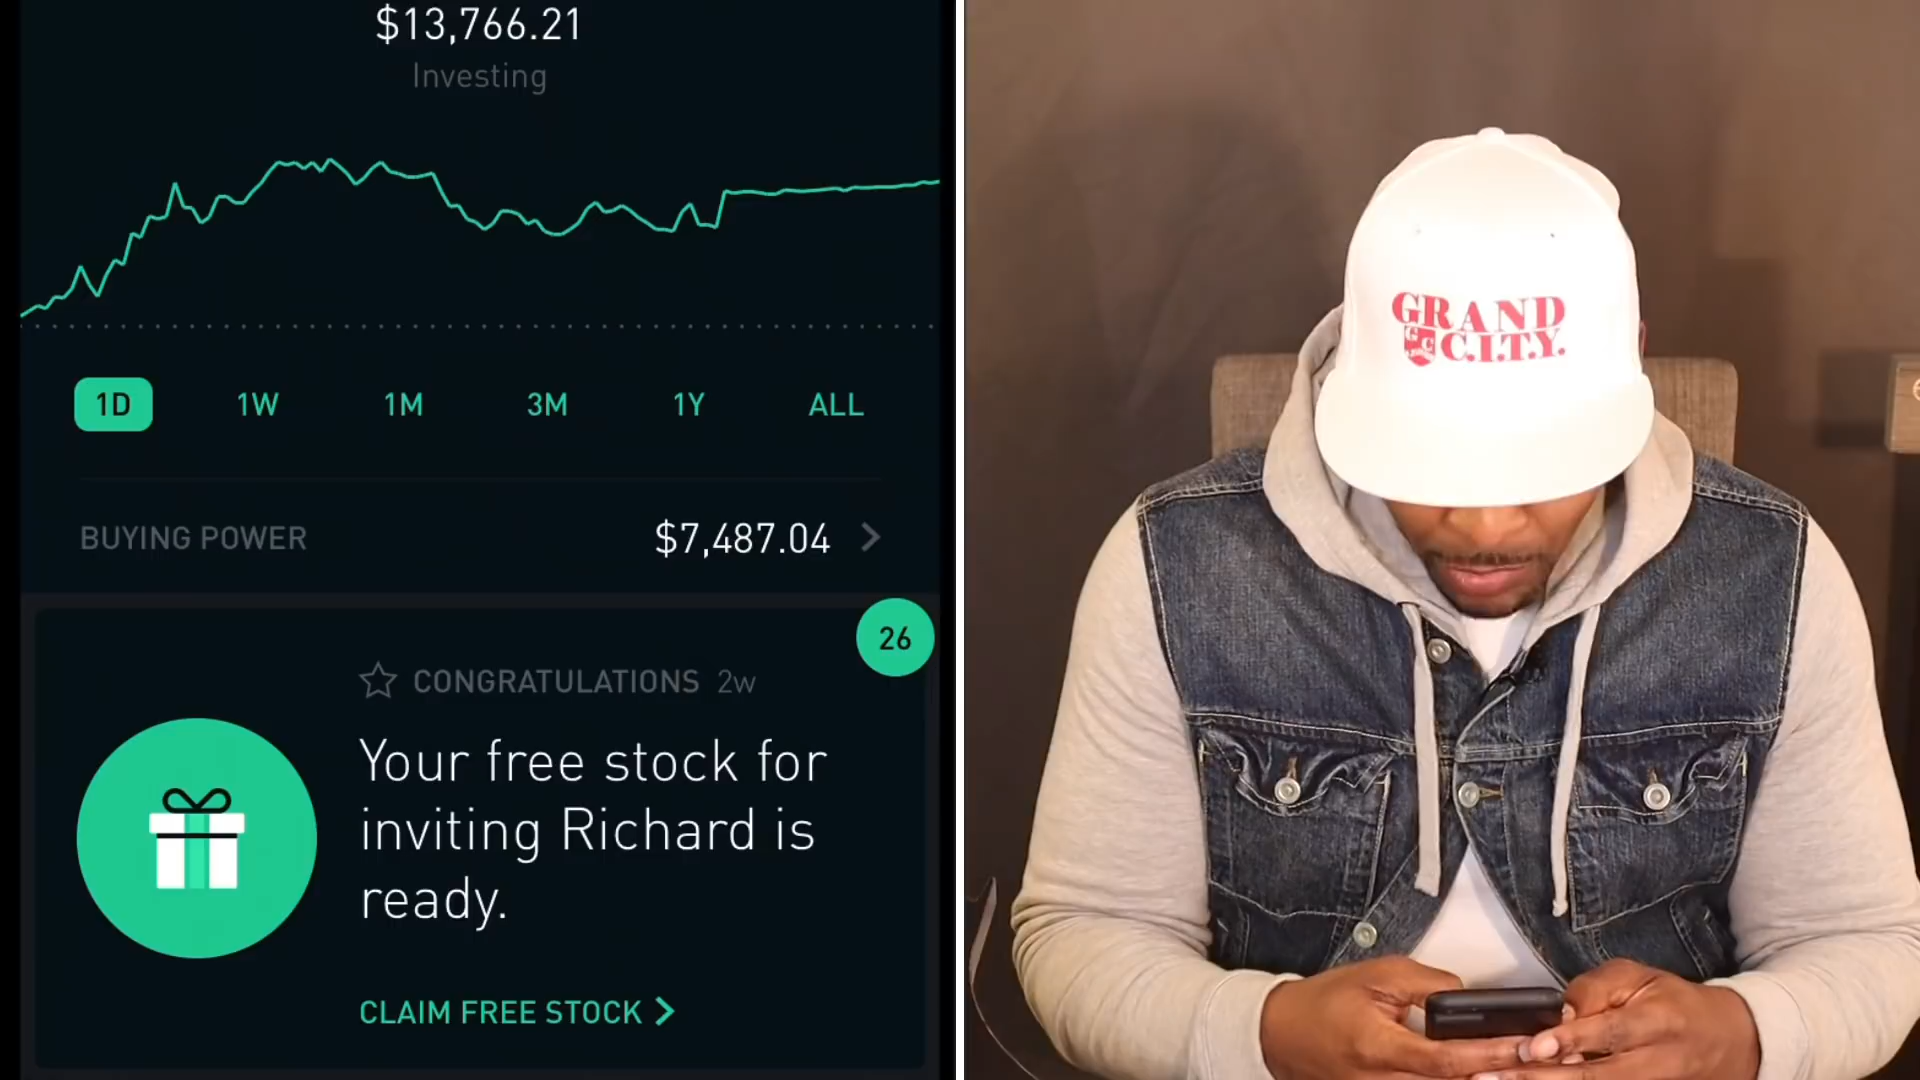 $13,766.21
Investing
1D 1W 1M 3M 1Y ALL
BUYING POWER $7,487.04
26
CONGRATULATIONS 2w
Your free stock for
inviting Richard is
ready.
CLAIM FREE STOCK
GRAND
G C C.I.T.Y.